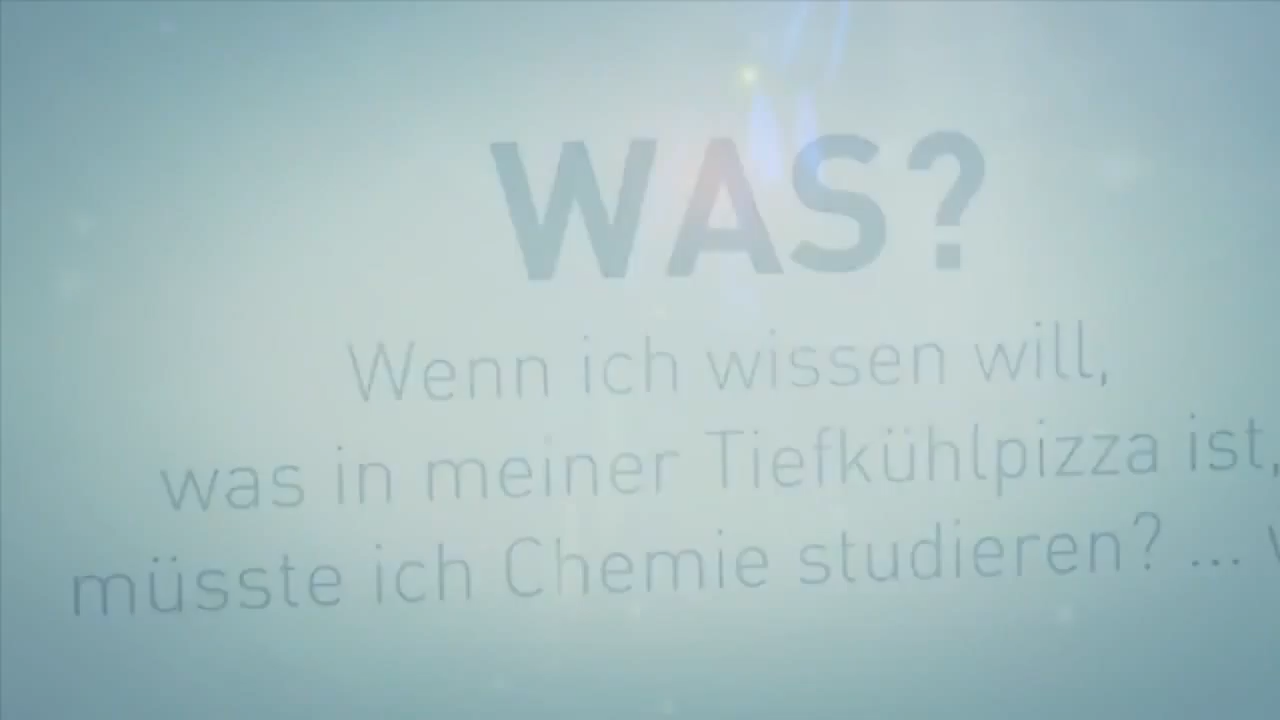 WAS?
Wenn ich wissen will,
was in meiner Tiefkühlpizza ist,
müsste ich Chemie studieren? ...